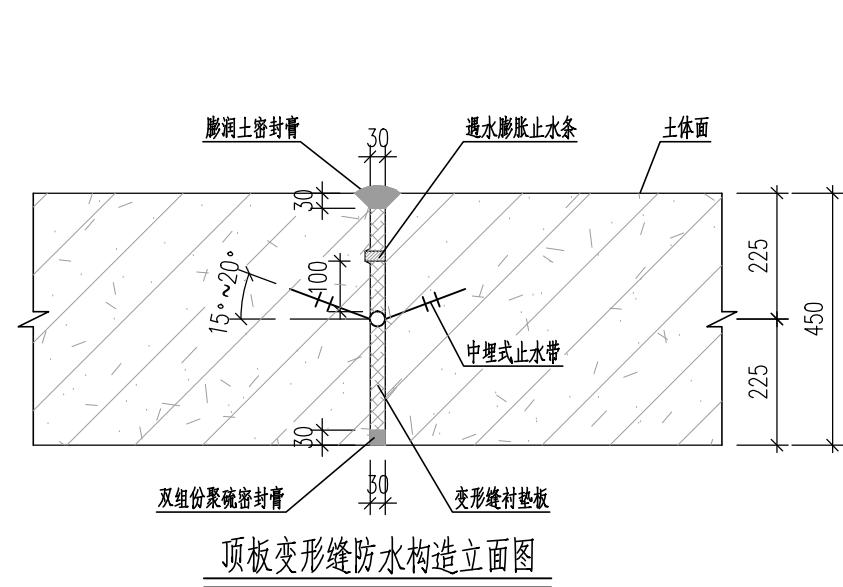 膨润土密封膏
30
遇水膨胀止水条
土体面
30
225
15°~20°
100
450
中埋式止水带
225
30
双组份聚硫密封膏
30
变形缝衬垫板
顶板变形缝防水构造立面图